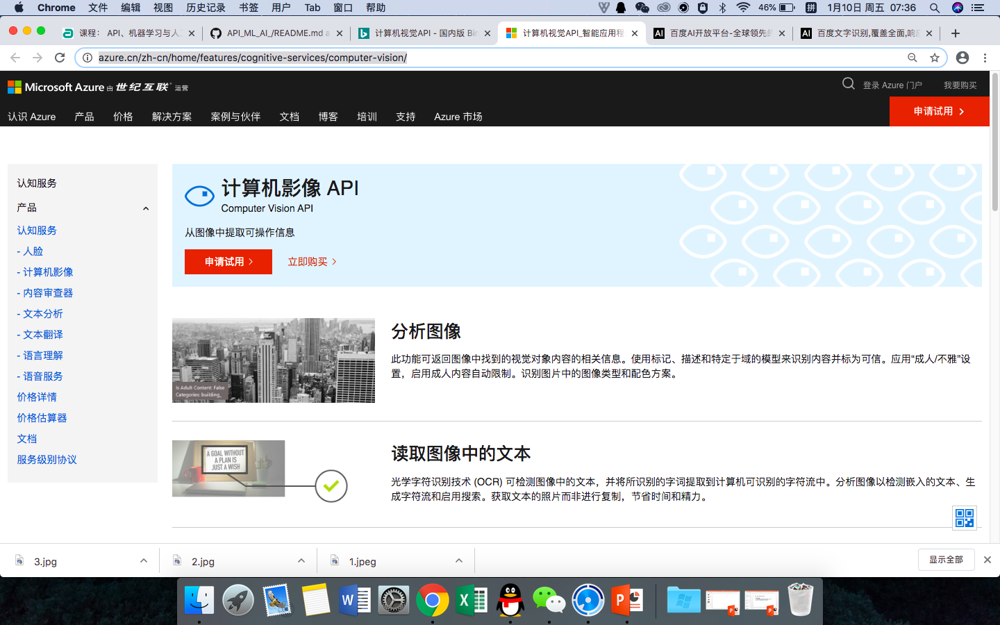 Chrome 文件 编辑 视图 历史记录 书签 用户 Tab 窗口 帮助 46% 拼 1月10日 周五 07:36
课程： API、机器学习与人
API_ML_AI_/README.md a
计算机视觉API - 国内版 Bin
计算机视觉API_智能应用程
百度AI开放平台-全球领先的
百度文字识别,覆盖全面,响应
azure.cn/zh-cn/home/features/cognitive-services/computer-vision/
Microsoft Azure 由 世纪互联 运营
登录 Azure 门户 我要购买
认识 Azure 产品 价格 解决方案 案例与伙伴 文档 博客 培训 支持 Azure 市场
申请试用
认知服务
产品
认知服务
- 人脸
- 计算机影像
- 内容审查器
- 文本分析
- 文本翻译
- 语言理解
- 语音服务
价格详情
价格估算器
文档
服务级别协议
计算机影像 API
Computer Vision API
从图像中提取可操作信息
申请试用 立即购买
分析图像
此功能可返回图像中找到的视觉对象内容的相关信息。使用标记、描述和特定于域的模型来识别内容并标为可信。应用“成人/不雅”设
置，启用成人内容自动限制。识别图片中的图像类型和配色方案。
Is Adult Content: False
Categories: building_
A GOAL WITHOUT
A PLAN IS
JUST A WISH
读取图像中的文本
光学字符识别技术 (OCR) 可检测图像中的文本，并将所识别的字词提取到计算机可识别的字符流中。分析图像以检测嵌入的文本、生
成字符流和启用搜索。获取文本的照片而非进行复制，节省时间和精力。
3.jpg
2.jpg
1.jpeg
显示全部